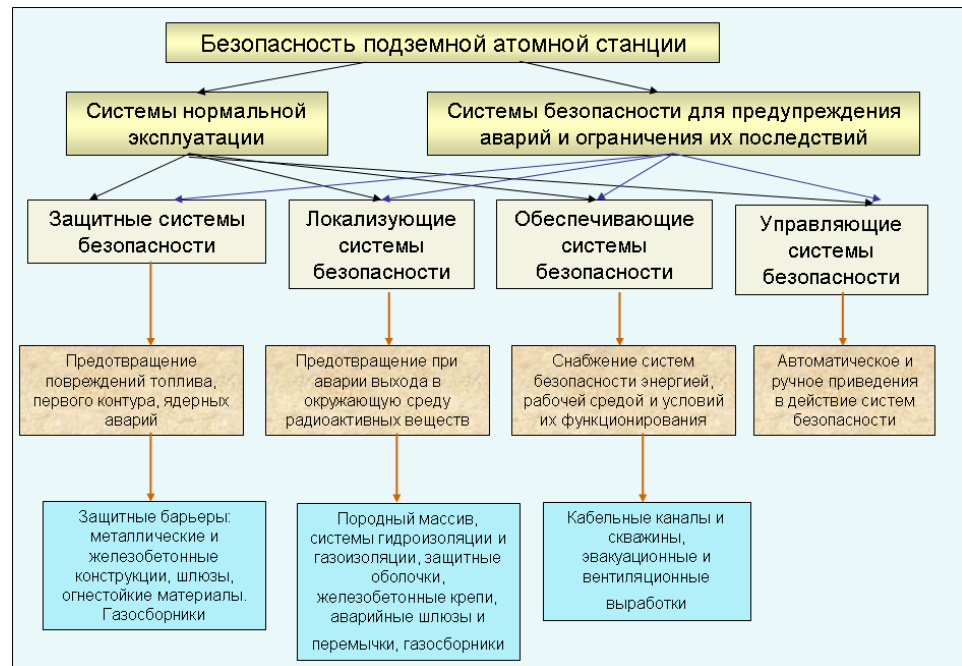 Безопасность подземной атомной станции
Системы нормальной
эксплуатации
Системы безопасности для предупреждения
аварий и ограничения их последствий
Защитные системы
безопасности
Локализующие
системы
безопасности
Обеспечивающие
системы
безопасности
Управляющие
системы
безопасности
Предотвращение
повреждений топлива,
первого контура, ядерных
аварий
Предотвращение при
аварии выхода в
окружающую среду
радиоактивных веществ
Снабжение систем
безопасности энергией,
рабочей средой и условий
их функционирования
Автоматическое и
ручное приведения
в действие систем
безопасности
Защитные барьеры:
металлические и
железобетонные
конструкции, шлюзы,
огнестойкие материалы.
Газосборники
Породный массив,
системы гидроизоляции и
газоизоляции, защитные
оболочки,
железобетонные крепи,
аварийные шлюзы и
перемычки, газосборники
Кабельные каналы и
скважины,
эвакуационные и
вентиляционные
выработки